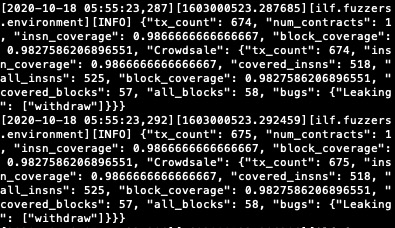 [2020-10-18 05:55:23,287][1603000523.287685][ilf.fuzzers
.environment][INFO] {"tx_count": 674, "num_contracts": 1
, "insn_coverage": 0.9866666666666667, "block_coverage":
 0.9827586206896551, "Crowdsale": {"tx_count": 674, "ins
n_coverage": 0.9866666666666667, "covered_insns": 518, "
all_insns": 525, "block_coverage": 0.9827586206896551, "
covered_blocks": 57, "all_blocks": 58, "bugs": {"Leaking
": ["withdraw"]}}}
[2020-10-18 05:55:23,292][1603000523.292459][ilf.fuzzers
.environment][INFO] {"tx_count": 675, "num_contracts": 1
, "insn_coverage": 0.9866666666666667, "block_coverage":
 0.9827586206896551, "Crowdsale": {"tx_count": 675, "ins
n_coverage": 0.9866666666666667, "covered_insns": 518, "
all_insns": 525, "block_coverage": 0.9827586206896551, "
covered_blocks": 57, "all_blocks": 58, "bugs": {"Leaking
": ["withdraw"]}}}